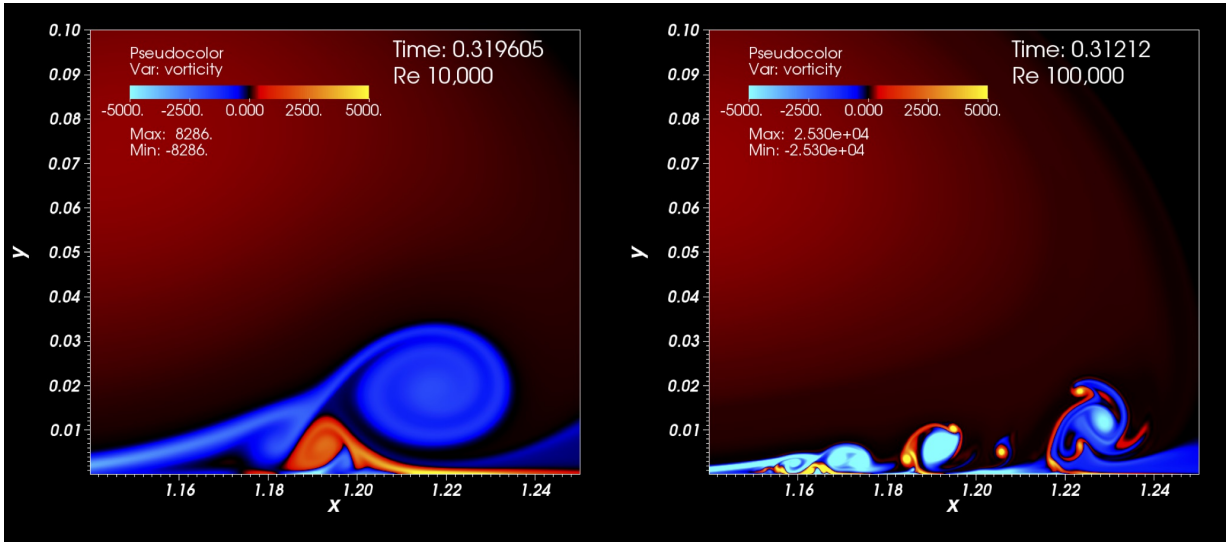 Pseudocolor
Var: vorticity
-5000. -2500. 0.000 2500. 5000.
Max: 8286.
Min: -8286.
Time: 0.319605
Re 10,000
0.10
0.09
0.08
0.07
0.06
0.05
0.04
0.03
0.02
0.01
y
1.16 1.18 1.20 1.22 1.24
x
Pseudocolor
Var: vorticity
-5000. -2500. 0.000 2500. 5000.
Max: 2.530e+04
Min: -2.530e+04
Time: 0.31212
Re 100,000
0.10
0.09
0.08
0.07
0.06
0.05
0.04
0.03
0.02
0.01
y
1.16 1.18 1.20 1.22 1.24
x